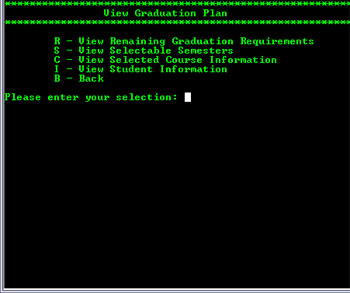 ********************************************
View Graduation Plan
********************************************
R - View Remaining Graduation Requirements
S - View Selectable Semesters
C - View Selected Course Information
I - View Student Information
B - Back
Please enter your selection: